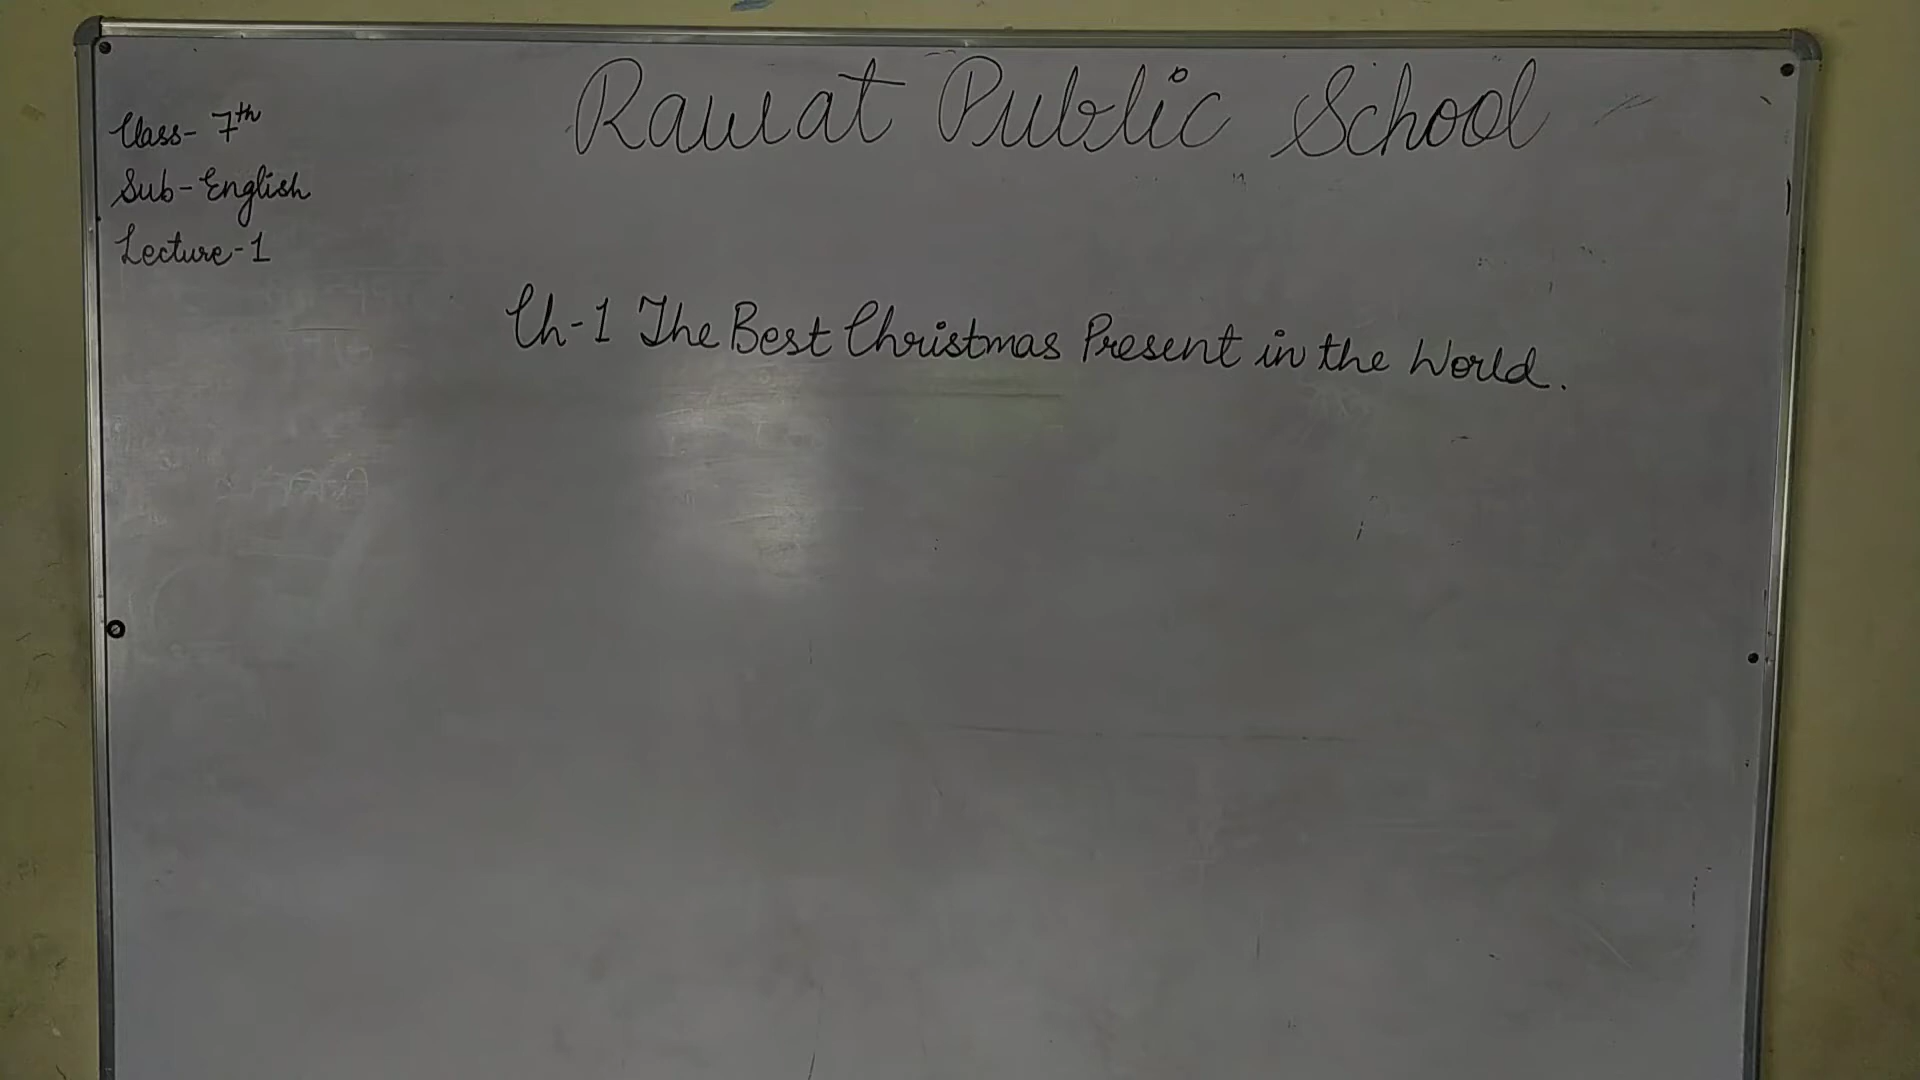 Rawat Public School
Class- 7th
Sub- English
Lecture-1
Ch-1 The Best Christmas Present in the World.